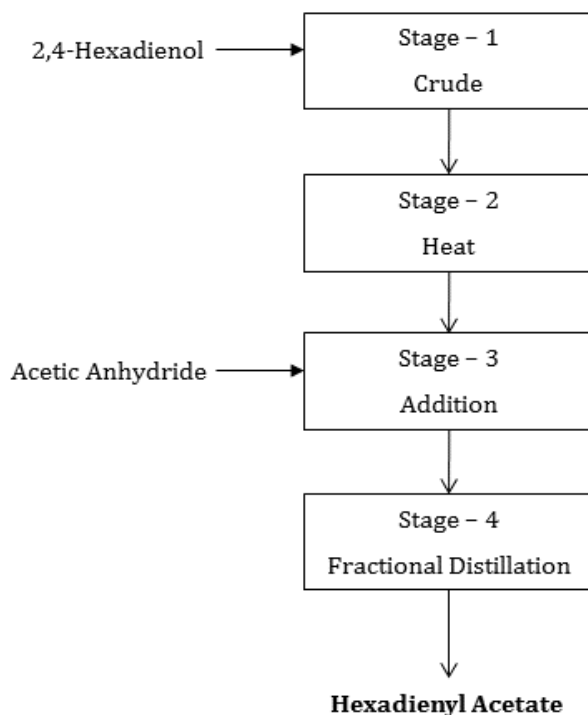 2,4-Hexadienol
Stage – 1
Crude
Stage – 2
Heat
Acetic Anhydride
Stage – 3
Addition
Stage – 4
Fractional Distillation
Hexadienyl Acetate